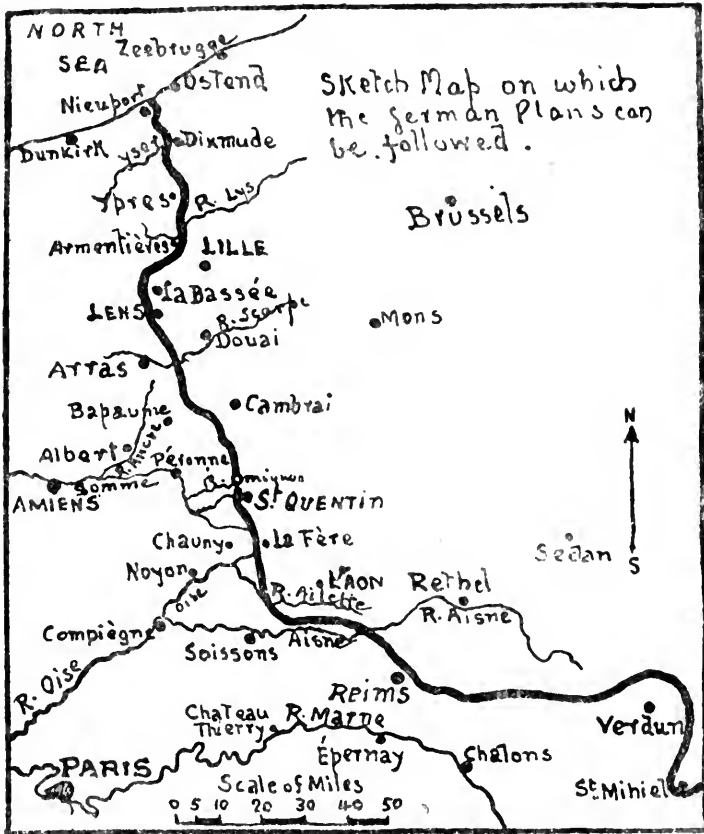 NORTH
SEA
Zeebrugge
Ostend
Nieuport
Sketch Map on which
the German Plans can
be followed.
Dunkirk
Yser
Dixmude
Ypres
R. Lys
Brussels
Armentières
LILLE
La Bassée
LENS
R. Scarpe
Douai
Mons
Arras
Cambrai
Bapaume
N
Albert
R. Ancre
Péronne
R. Omignon
AMIENS
Somme
St QUENTIN
Chauny
La Fère
Sedan
S
Noyon
LAON
Rethel
Oise
R. Ailette
R. Aisne
Compiègne
Soissons
Aisne
R. Oise
Reims
Chateau
Thierry
R. Marne
Verdun
Épernay
Chalons
PARIS
Scale of Miles
St. Mihiel
0 5 10 20 30 40 50